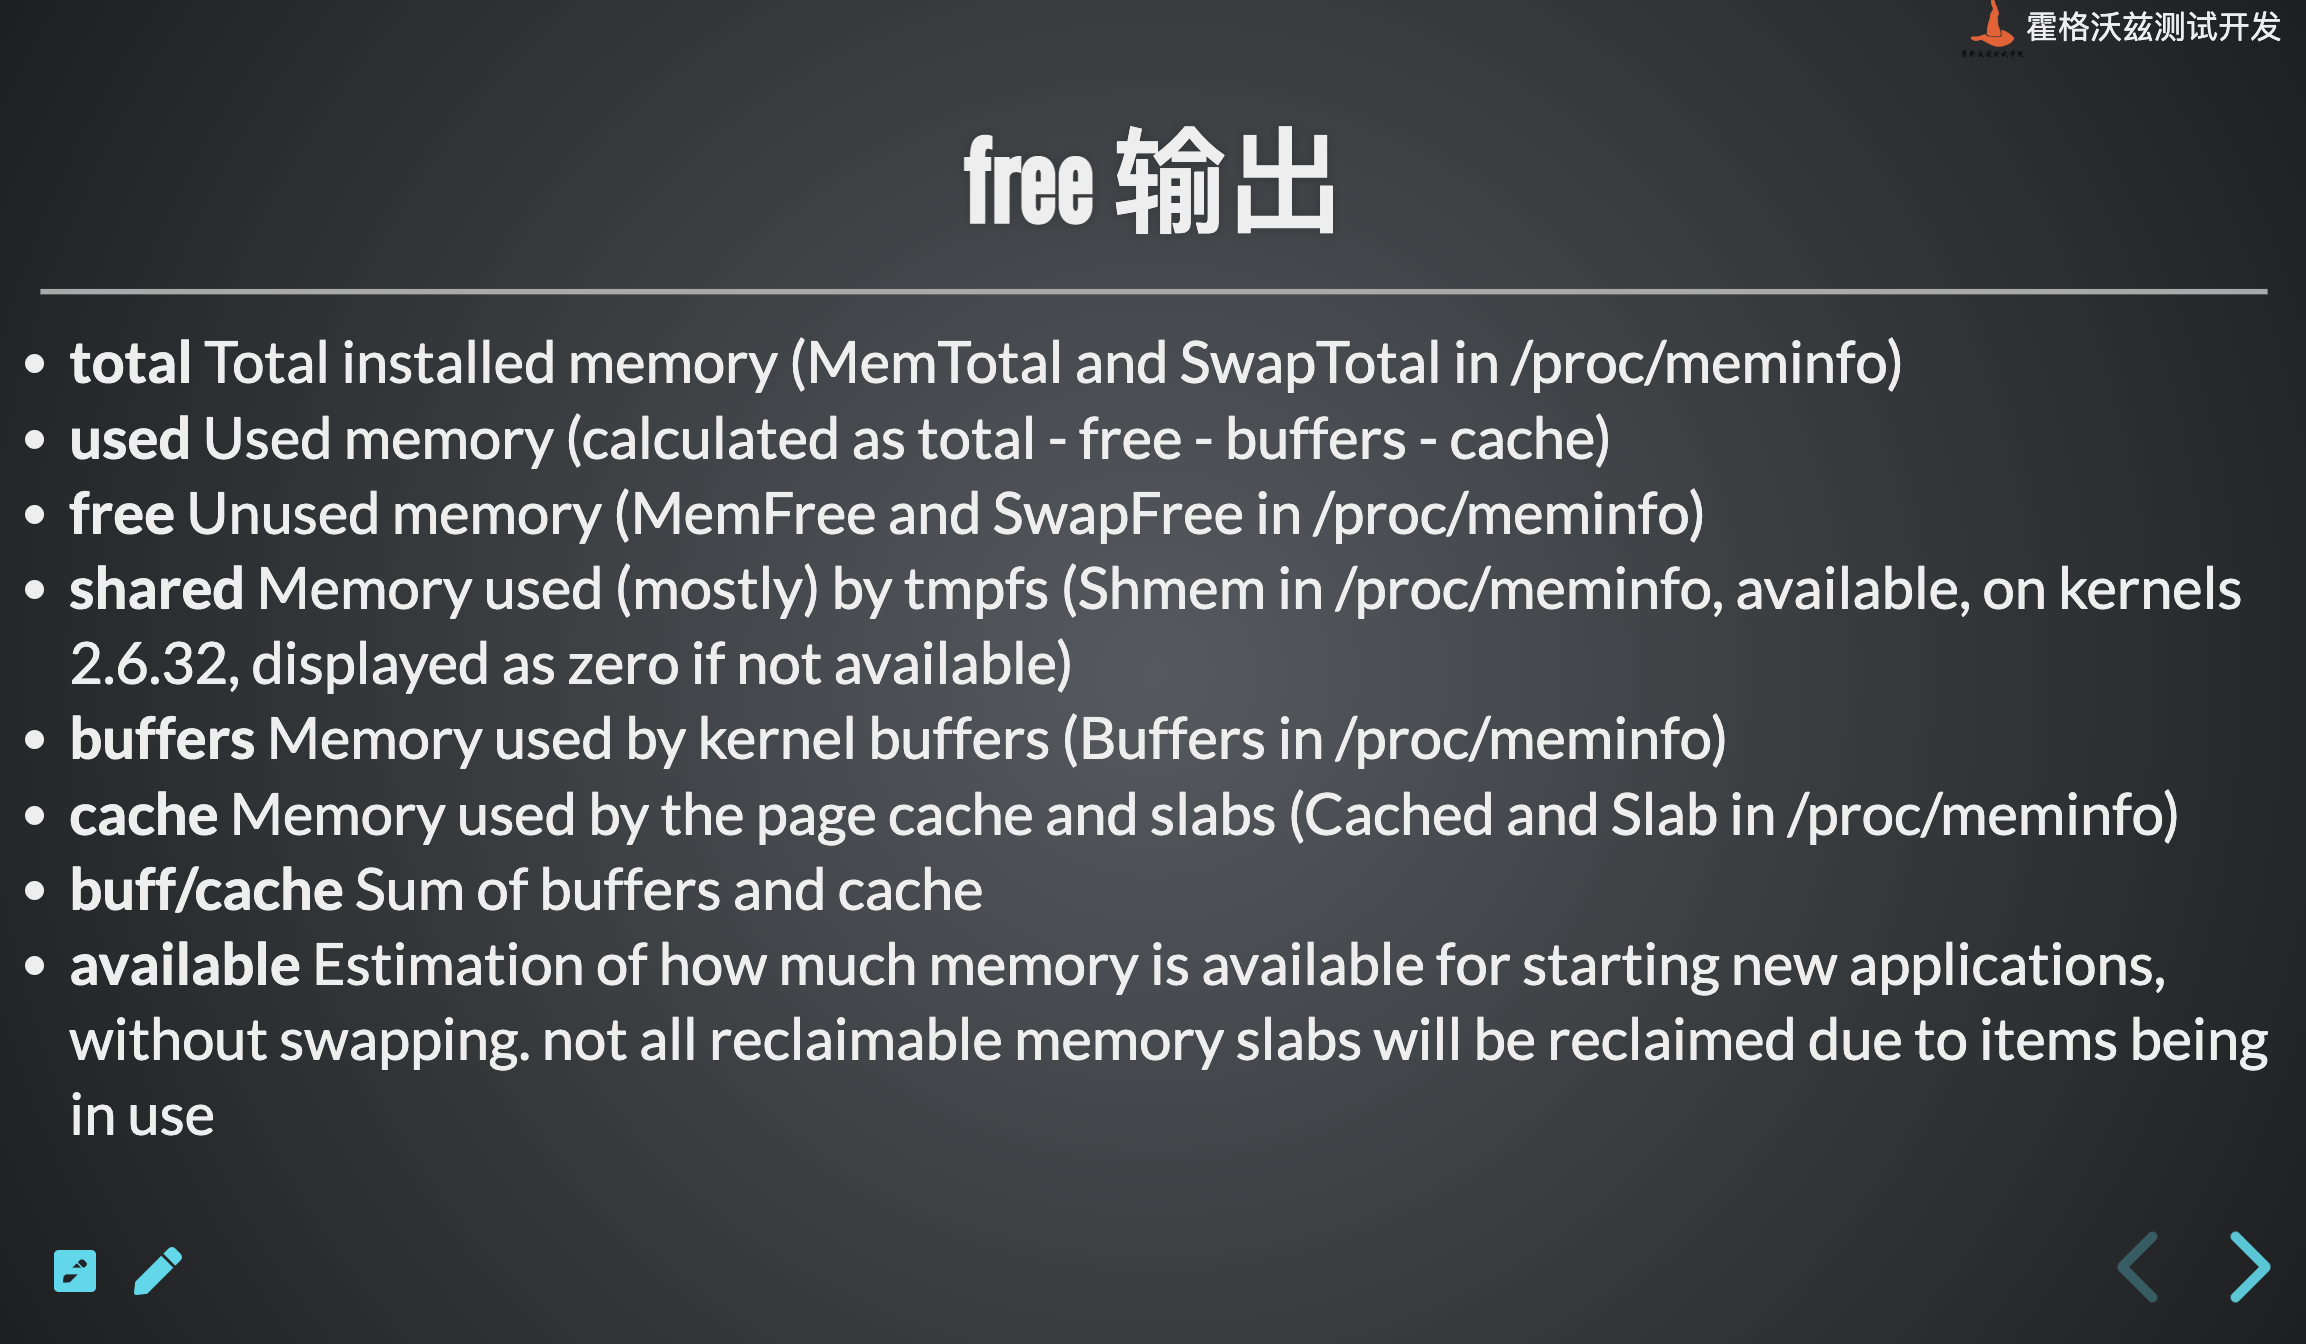 霍格沃兹测试开发
free 输出
• total Total installed memory (MemTotal and SwapTotal in /proc/meminfo)
• used Used memory (calculated as total - free - buffers - cache)
• free Unused memory (MemFree and SwapFree in /proc/meminfo)
• shared Memory used (mostly) by tmpfs (Shmem in /proc/meminfo, available, on kernels
2.6.32, displayed as zero if not available)
• buffers Memory used by kernel buffers (Buffers in /proc/meminfo)
• cache Memory used by the page cache and slabs (Cached and Slab in /proc/meminfo)
• buff/cache Sum of buffers and cache
• available Estimation of how much memory is available for starting new applications,
without swapping. not all reclaimable memory slabs will be reclaimed due to items being
in use